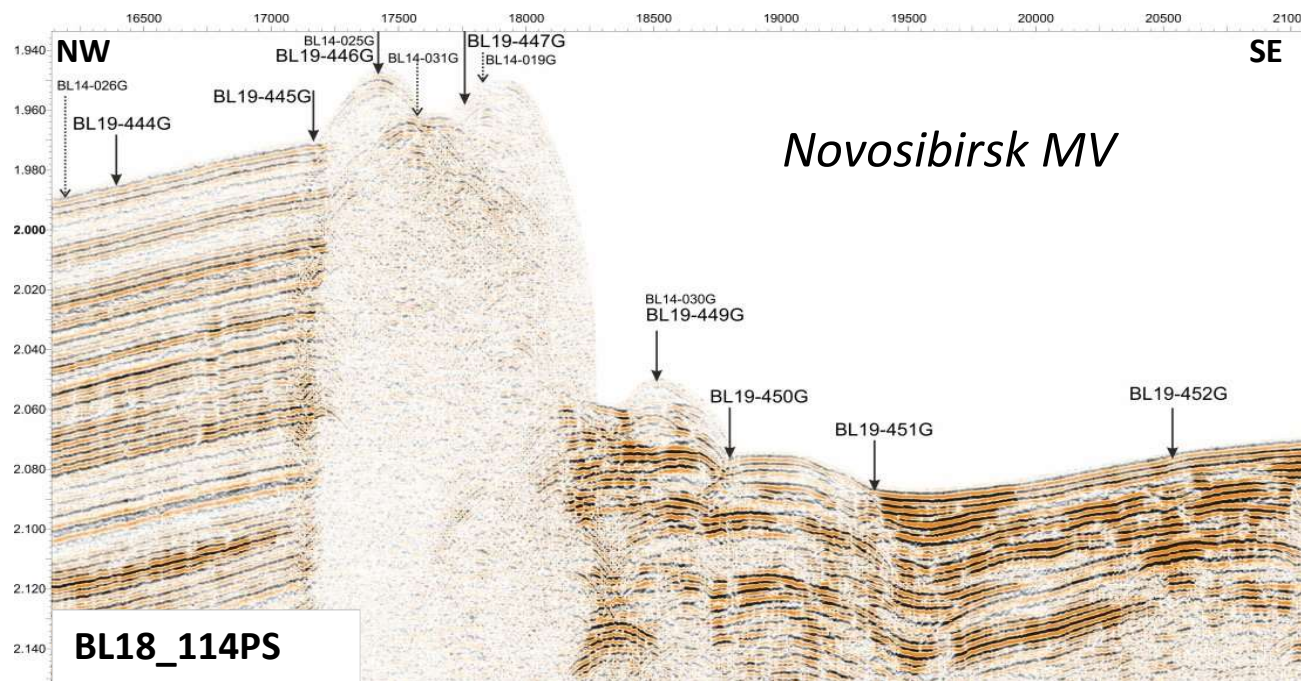 16500 17000 17500 18000 18500 19000 19500 20000 20500 2100
NW
SE
1.940
1.960
1.980
2.000
2.020
2.040
2.060
2.080
2.100
2.120
2.140
BL14-026G
BL19-444G
BL19-445G
BL14-025G
BL19-446G
BL14-031G
BL19-447G
BL14-019G
Novosibirsk MV
BL14-030G
BL19-449G
BL19-450G
BL19-451G
BL19-452G
BL18_114PS